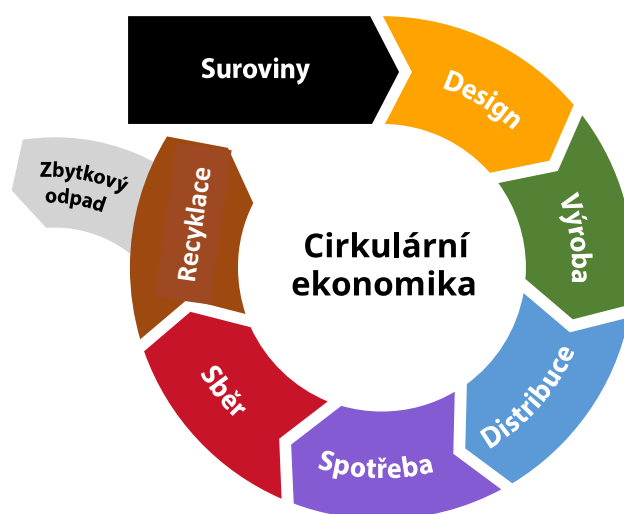 Suroviny
Design
Výroba
Distribuce
Spotřeba
Sběr
Recyklace
Zbytkový
odpad
Cirkulární
ekonomika